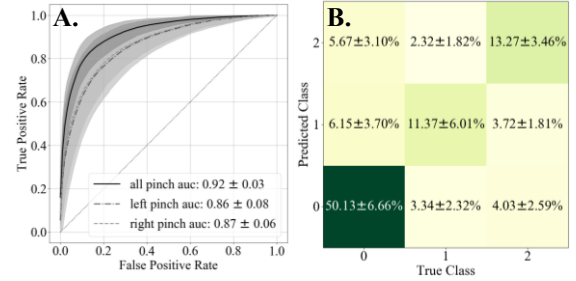 A.
1.0
0.8
0.6
0.4
0.2
0.0
True Positive Rate
all pinch auc: 0.92 ± 0.03
left pinch auc: 0.86 ± 0.08
right pinch auc: 0.87 ± 0.06
0.0 0.2 0.4 0.6 0.8 1.0
False Positive Rate
B.
Predicted Class
2 5.67±3.10% 2.32±1.82% 13.27±3.46%
1 6.15±3.70% 11.37±6.01% 3.72±1.81%
0 50.13±6.66% 3.34±2.32% 4.03±2.59%
0 1 2
True Class